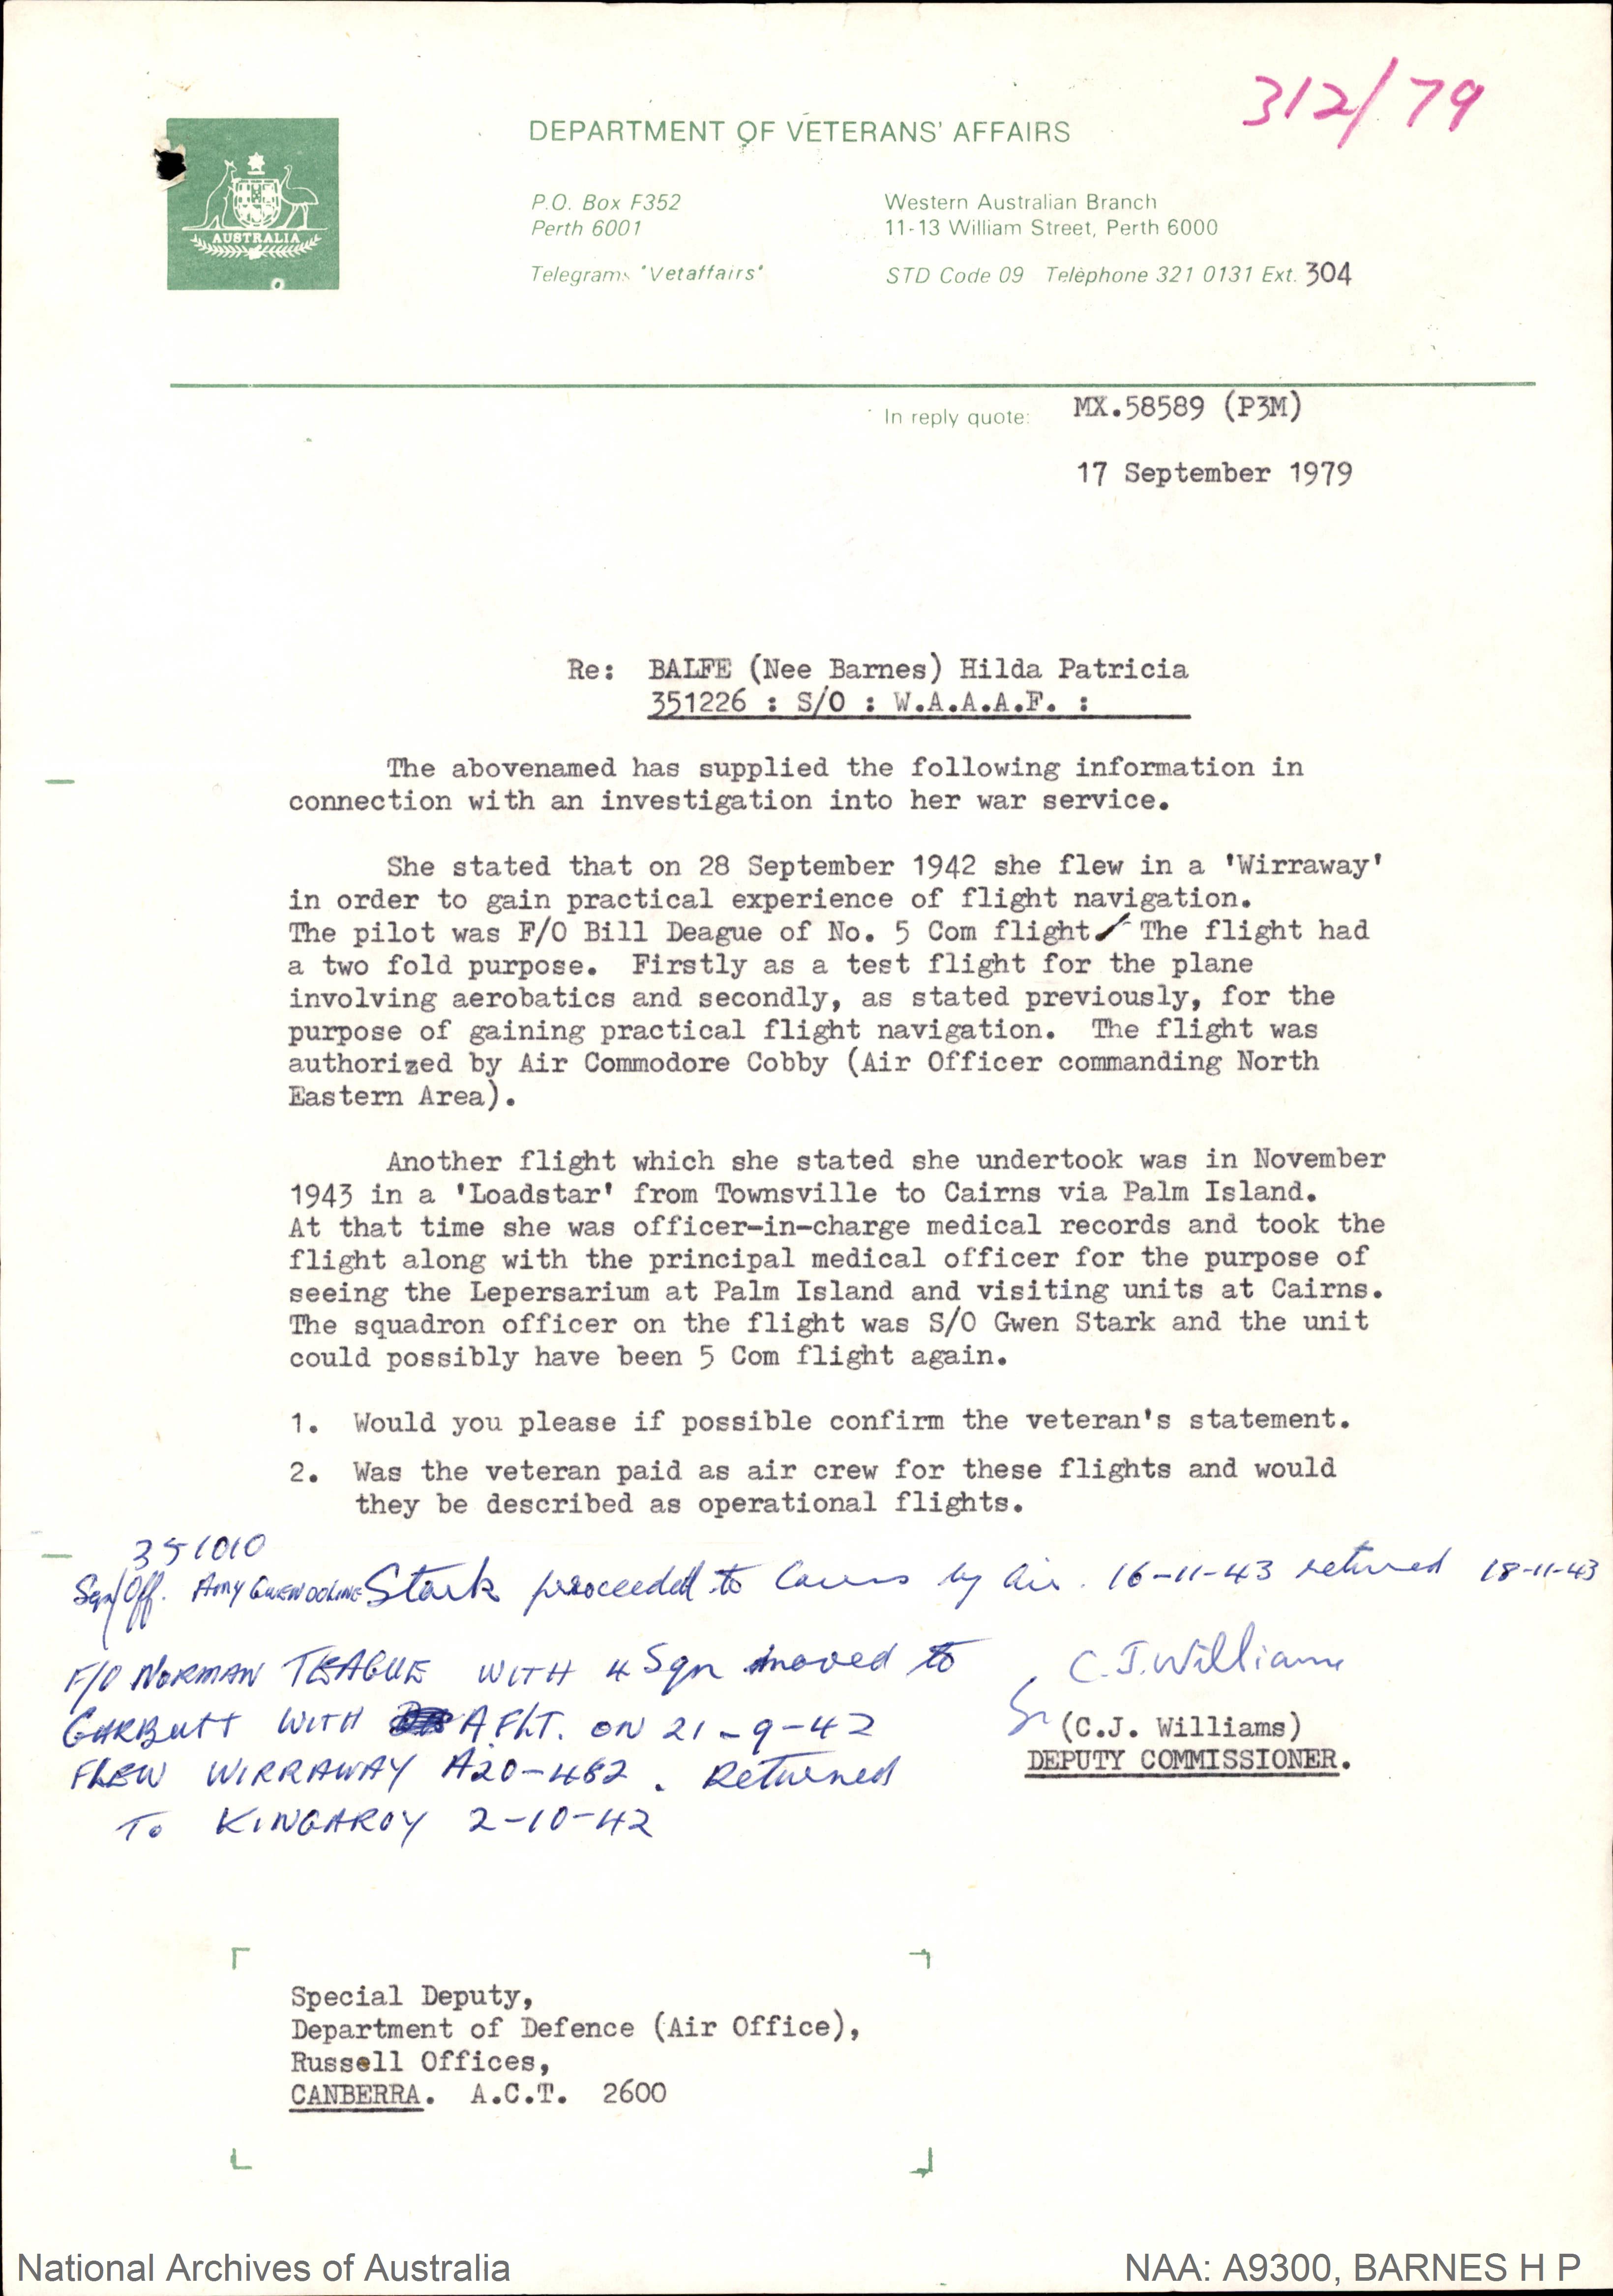 312/79
DEPARTMENT OF VETERANS' AFFAIRS
AUSTRALIA
P.O. Box F352
Perth 6001
Telegrams 'Vetaffairs'
Western Australian Branch
11-13 William Street, Perth 6000
STD Code 09 Telephone 321 0131 Ext. 304
In reply quote: MX.58589 (P3M)
17 September 1979
Re: BALFE (Nee Barnes) Hilda Patricia
351226 : S/O : W.A.A.A.F. :
The abovenamed has supplied the following information in
connection with an investigation into her war service.
She stated that on 28 September 1942 she flew in a 'Wirraway'
in order to gain practical experience of flight navigation.
The pilot was F/O Bill Deague of No. 5 Com flight. The flight had
a two fold purpose. Firstly as a test flight for the plane
involving aerobatics and secondly, as stated previously, for the
purpose of gaining practical flight navigation. The flight was
authorized by Air Commodore Cobby (Air Officer commanding North
Eastern Area).
Another flight which she stated she undertook was in November
1943 in a 'Loadstar' from Townsville to Cairns via Palm Island.
At that time she was officer-in-charge medical records and took the
flight along with the principal medical officer for the purpose of
seeing the Lepersarium at Palm Island and visiting units at Cairns.
The squadron officer on the flight was S/O Gwen Stark and the unit
could possibly have been 5 Com flight again.
1. Would you please if possible confirm the veteran's statement.
2. Was the veteran paid as air crew for these flights and would
they be described as operational flights.
351010
Sqn/Off. AMY GWENDOLINE Stark proceeded to Cairns by Air. 16-11-43 returned 18-11-43
F/O NORMAN TEAGUE WITH 4 Sqn moved to
GARBUTT WITH A FLT. ON 21-9-42
FLEW WIRRAWAY A20-482. Returned
To KINGAROY 2-10-42
C.J. Williams
(C.J. Williams)
DEPUTY COMMISSIONER.
Special Deputy,
Department of Defence (Air Office),
Russell Offices,
CANBERRA. A.C.T. 2600
National Archives of Australia
NAA: A9300, BARNES H P